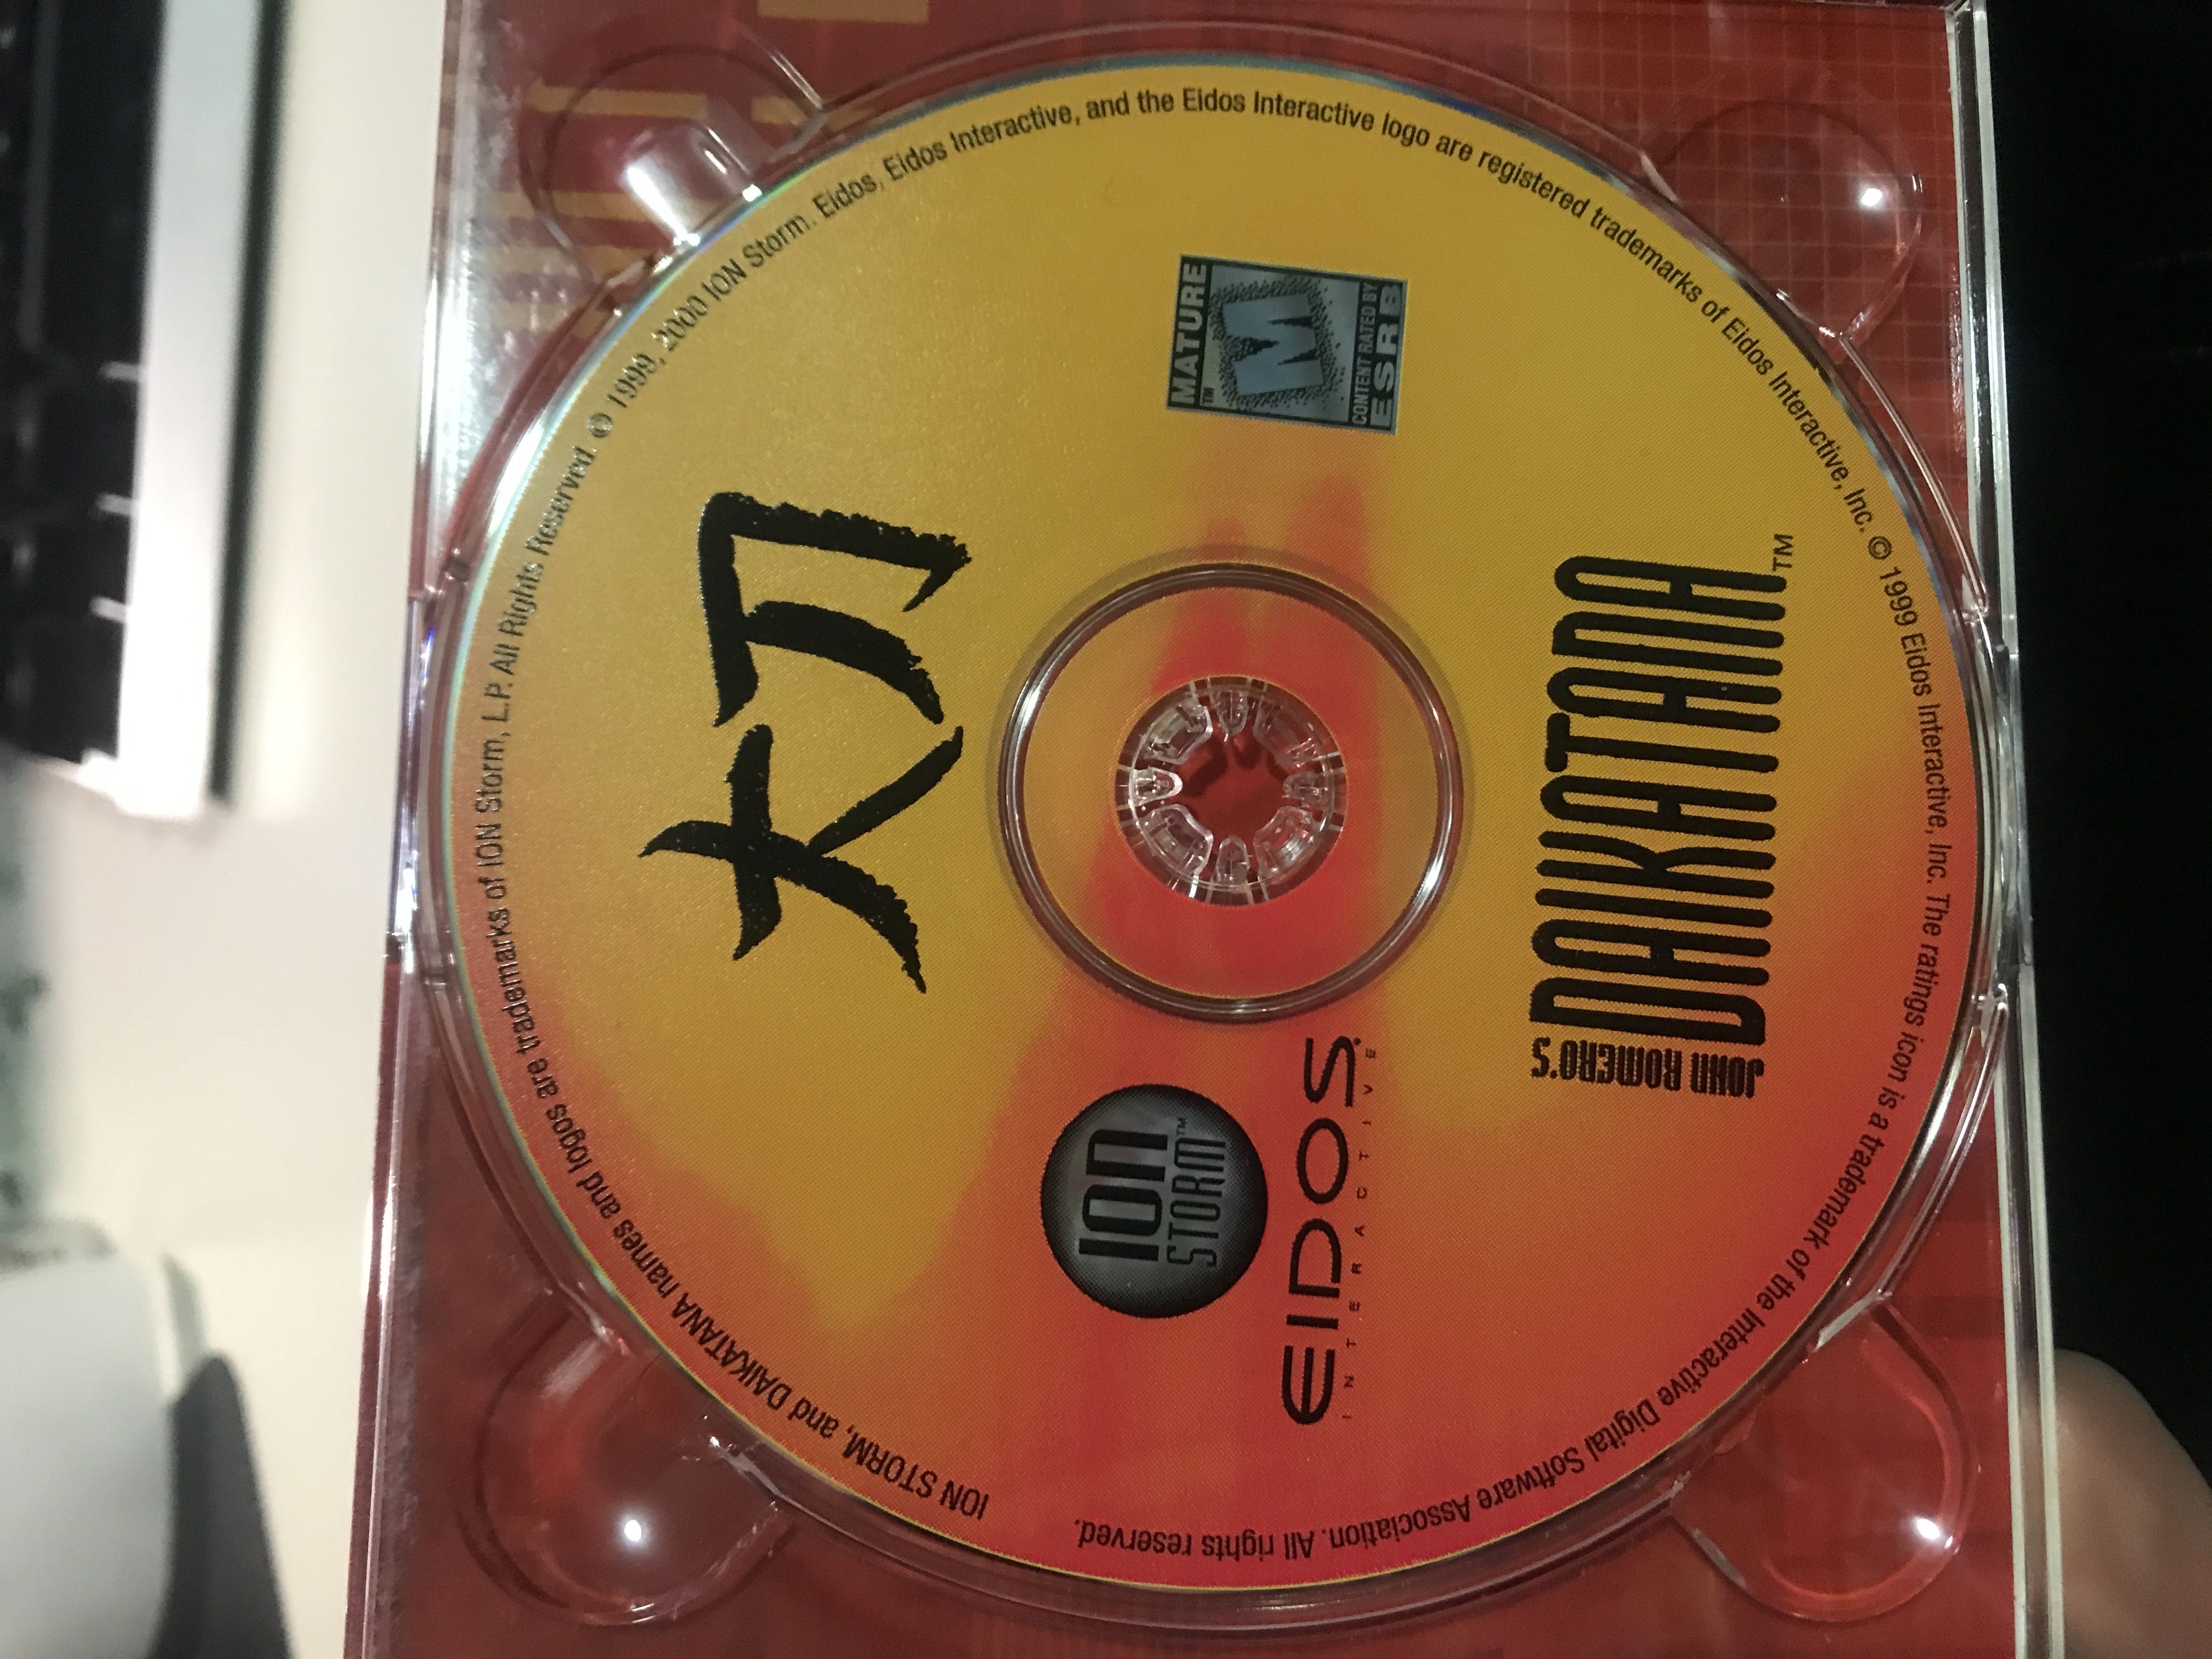 大刀
ION
STORM™
EIDOS
INTERACTIVE
MATURE
™
M
CONTENT RATED BY
ESRB
JOHN ROMERO'S
DAIKATANA™
ION STORM, and DAIKATANA names and logos are trademarks of ION Storm, L.P. All Rights Reserved. © 1999, 2000 ION Storm. Eidos, Eidos Interactive, and the Eidos Interactive logo are registered trademarks of Eidos Interactive, Inc. © 1999 Eidos Interactive, Inc. The ratings icon is a trademark of the Interactive Digital Software Association. All rights reserved.